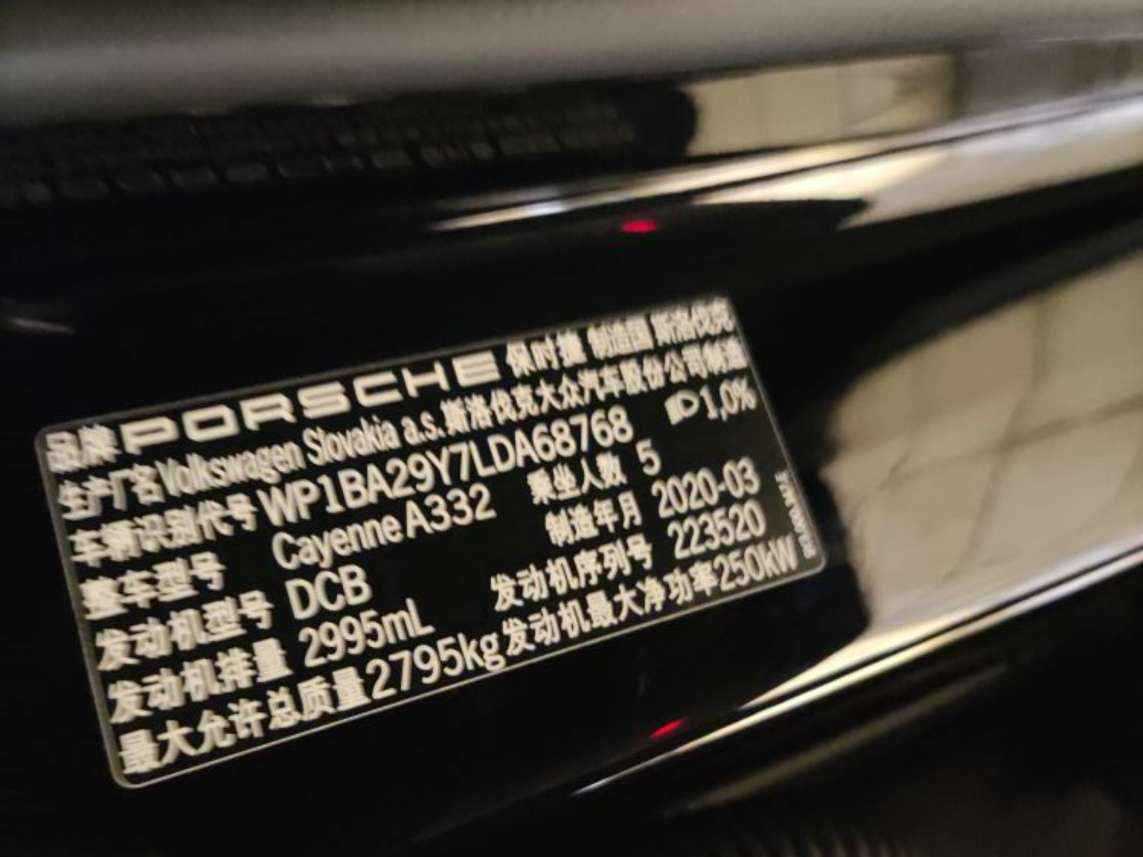 品牌 PORSCHE 保时捷 制造国 斯洛伐克
生产厂名 Volkswagen Slovakia a.s. 斯洛伐克大众汽车股份公司制造
车辆识别代号 WP1BA29Y7LDA68768 1,0%
整车型号 Cayenne A332 乘坐人数 5
发动机型号 DCB 制造年月 2020-03
发动机排量 2995mL 发动机序列号 223520
最大允许总质量 2795kg 发动机最大净功率 250kW